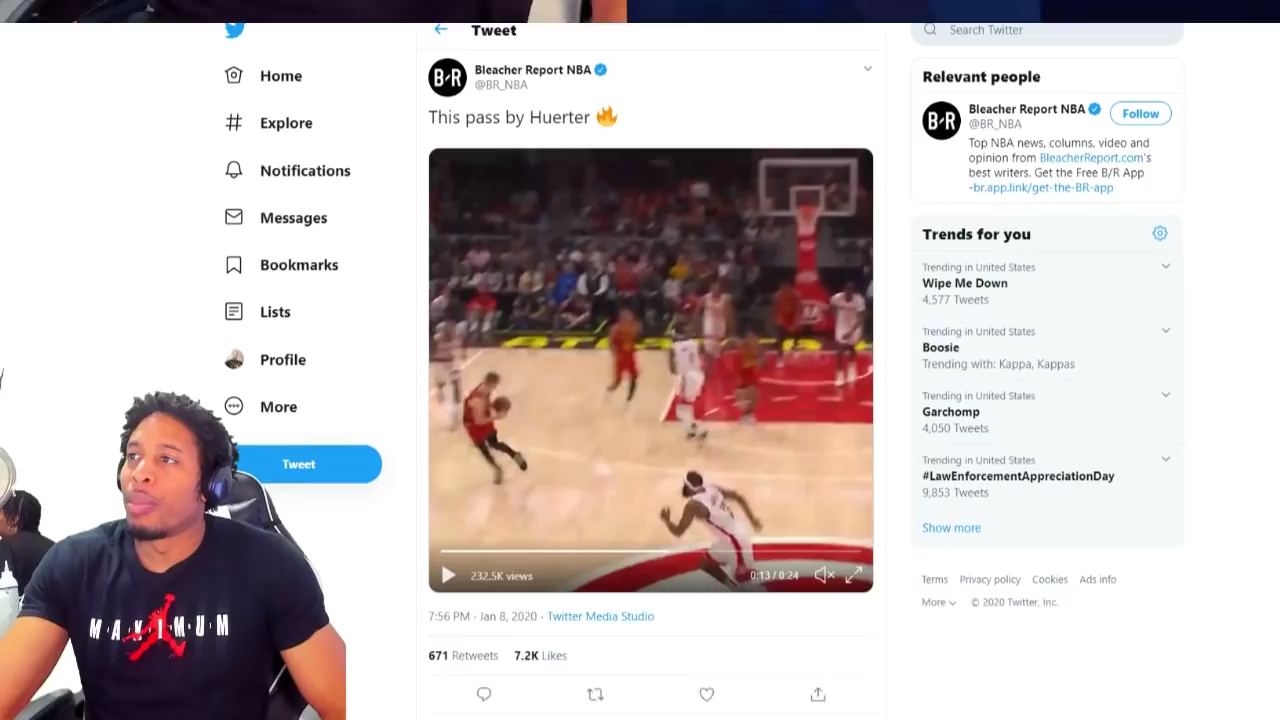 Tweet
Search Twitter
Home
Explore
Notifications
Messages
Bookmarks
Lists
Profile
More
Tweet
B/R
Bleacher Report NBA
@BR_NBA
This pass by Huerter 🔥
232.5K views
0:13 / 0:24
7:56 PM · Jan 8, 2020 · Twitter Media Studio
671 Retweets 7.2K Likes
Relevant people
B/R
Bleacher Report NBA
@BR_NBA
Follow
Top NBA news, columns, video and
opinion from BleacherReport.com's
best writers. Get the Free B/R App
-br.app.link/get-the-BR-app
Trends for you
Trending in United States
Wipe Me Down
4,577 Tweets
Trending in United States
Boosie
Trending with: Kappa, Kappas
Trending in United States
Garchomp
4,050 Tweets
Trending in United States
#LawEnforcementAppreciationDay
9,853 Tweets
Show more
Terms Privacy policy Cookies Ads info
More © 2020 Twitter, Inc.
MAXIMUM